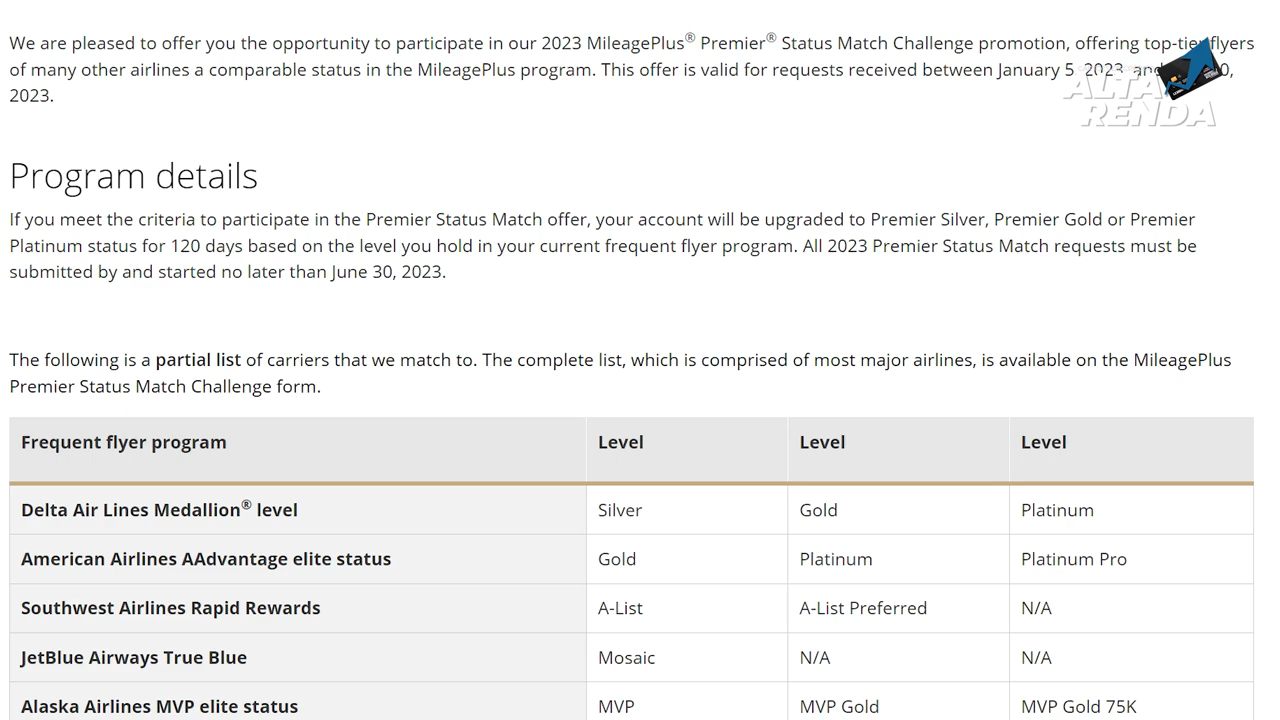 We are pleased to offer you the opportunity to participate in our 2023 MileagePlus® Premier® Status Match Challenge promotion, offering top-tier flyers
of many other airlines a comparable status in the MileagePlus program. This offer is valid for requests received between January 5, 2023, and
2023.
ALTA
RENDA
Program details
If you meet the criteria to participate in the Premier Status Match offer, your account will be upgraded to Premier Silver, Premier Gold or Premier
Platinum status for 120 days based on the level you hold in your current frequent flyer program. All 2023 Premier Status Match requests must be
submitted by and started no later than June 30, 2023.
The following is a partial list of carriers that we match to. The complete list, which is comprised of most major airlines, is available on the MileagePlus
Premier Status Match Challenge form.
Frequent flyer program Level Level Level
Delta Air Lines Medallion® level Silver Gold Platinum
American Airlines AAdvantage elite status Gold Platinum Platinum Pro
Southwest Airlines Rapid Rewards A-List A-List Preferred N/A
JetBlue Airways True Blue Mosaic N/A N/A
Alaska Airlines MVP elite status MVP MVP Gold MVP Gold 75K